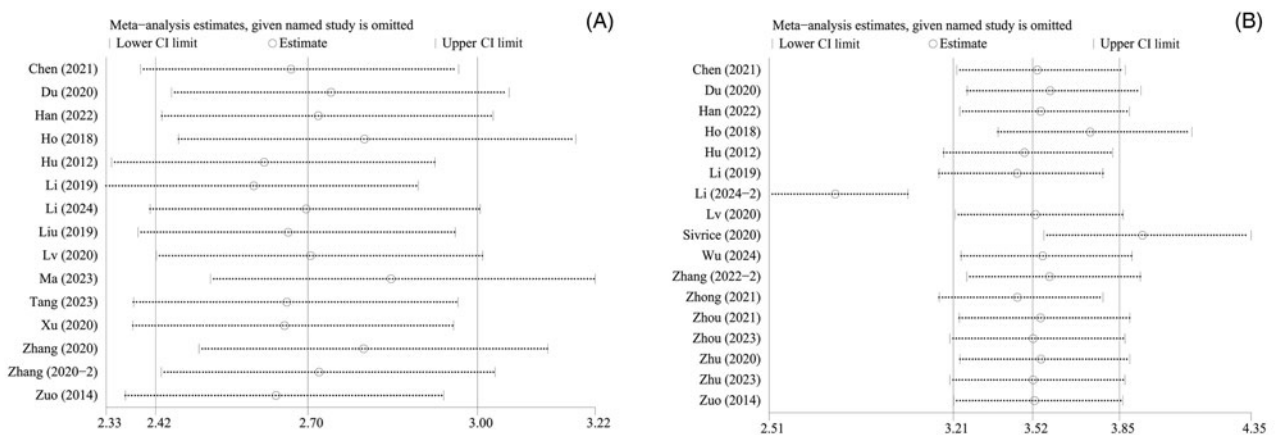 (A)
Meta-analysis estimates, given named study is omitted
Lower CI limit Estimate Upper CI limit
Chen (2021)
Du (2020)
Han (2022)
Ho (2018)
Hu (2012)
Li (2019)
Li (2024)
Liu (2019)
Lv (2020)
Ma (2023)
Tang (2023)
Xu (2020)
Zhang (2020)
Zhang (2020-2)
Zuo (2014)
2.33 2.42 2.70 3.00 3.22
(B)
Meta-analysis estimates, given named study is omitted
Lower CI limit Estimate Upper CI limit
Chen (2021)
Du (2020)
Han (2022)
Ho (2018)
Hu (2012)
Li (2019)
Li (2024-2)
Lv (2020)
Sivrice (2020)
Wu (2024)
Zhang (2022-2)
Zhong (2021)
Zhou (2021)
Zhou (2023)
Zhu (2020)
Zhu (2023)
Zuo (2014)
2.51 3.21 3.52 3.85 4.35